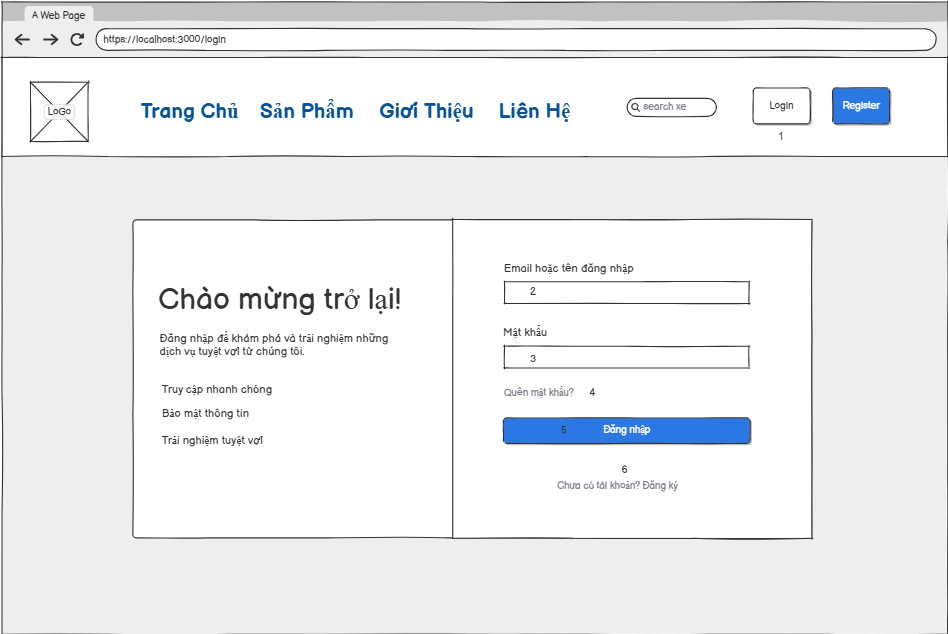 A Web Page
https://localhost:3000/login
LoGo
Trang Chủ Sản Phẩm Giới Thiệu Liên Hệ
search xe
Login
Register
1
Chào mừng trở lại!
Đăng nhập để khám phá và trải nghiệm những
dịch vụ tuyệt vời từ chúng tôi.
Truy cập nhanh chóng
Bảo mật thông tin
Trải nghiệm tuyệt vời
Email hoặc tên đăng nhập
2
Mật khẩu
3
Quên mật khẩu? 4
5 Đăng nhập
6
Chưa có tài khoản? Đăng ký